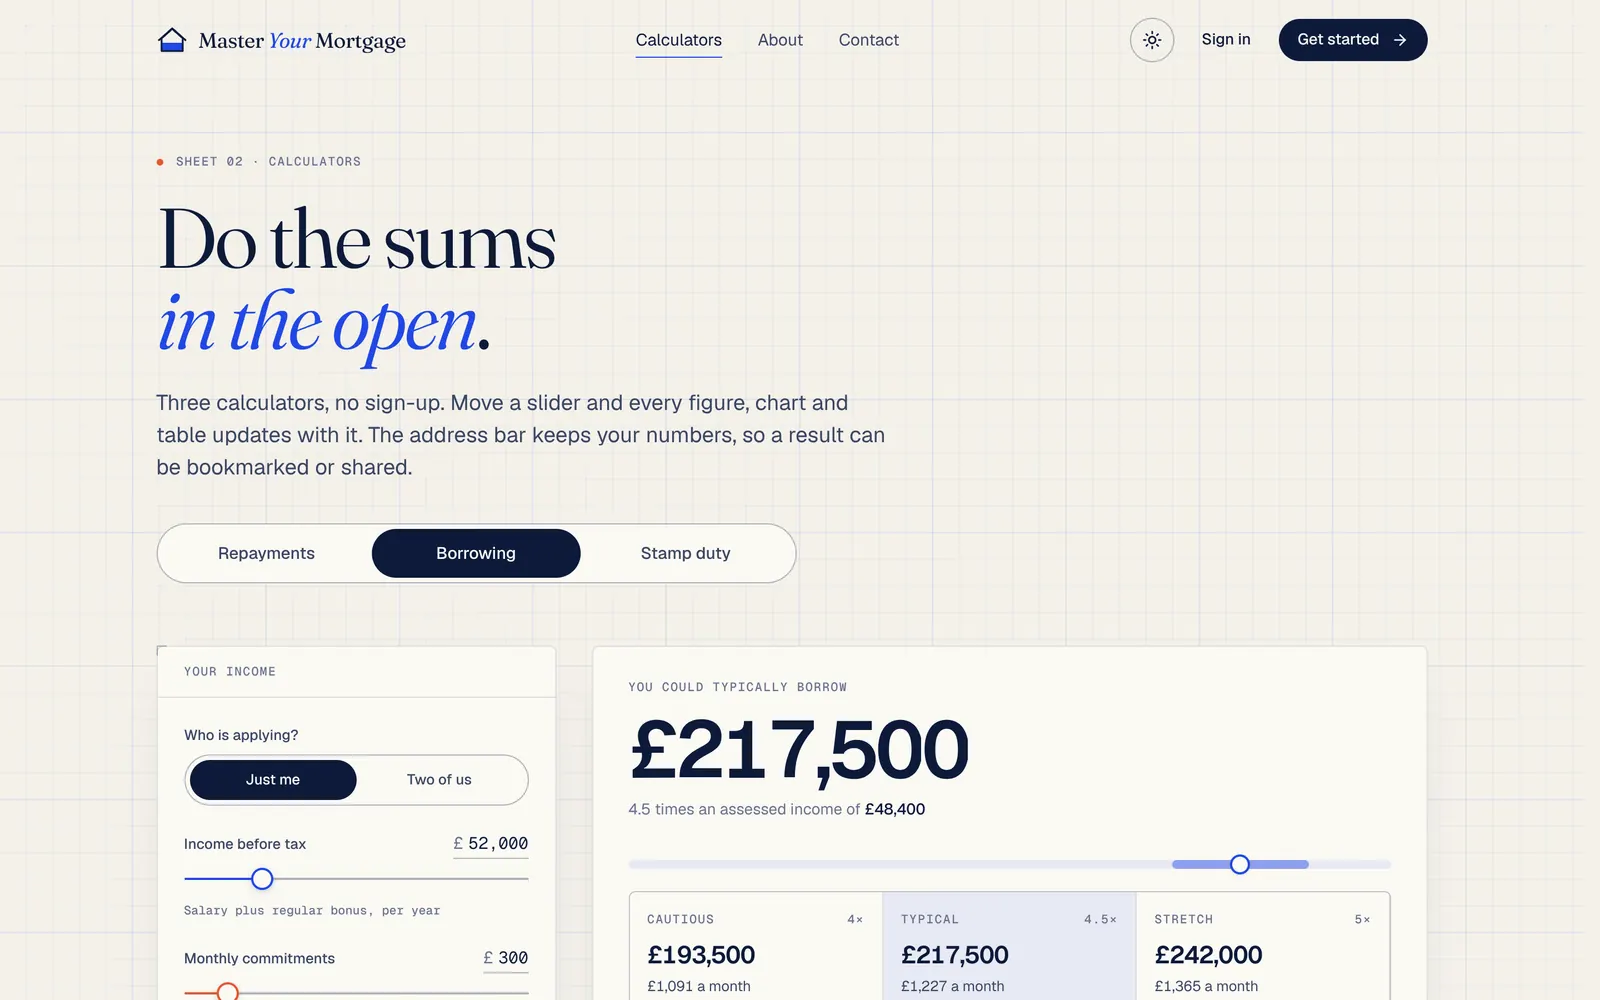 Master Your Mortgage
Calculators
About
Contact
Sign in
Get started
SHEET 02 · CALCULATORS
Do the sums
in the open.
Three calculators, no sign-up. Move a slider and every figure, chart and
table updates with it. The address bar keeps your numbers, so a result can
be bookmarked or shared.
Repayments
Borrowing
Stamp duty
YOUR INCOME
Who is applying?
Just me
Two of us
Income before tax
£ 52,000
Salary plus regular bonus, per year
Monthly commitments
£ 300
YOU COULD TYPICALLY BORROW
£217,500
4.5 times an assessed income of £48,400
CAUTIOUS 4×
£193,500
£1,091 a month
TYPICAL 4.5×
£217,500
£1,227 a month
STRETCH 5×
£242,000
£1,365 a month